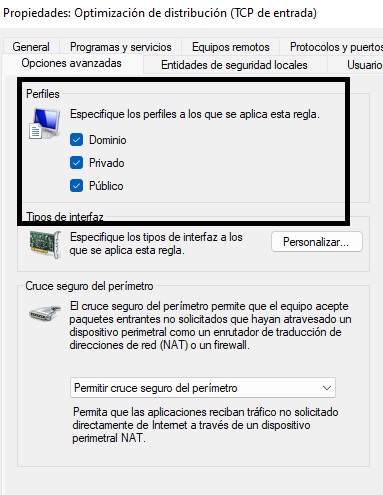 Propiedades: Optimización de distribución (TCP de entrada)
General Programas y servicios Equipos remotos Protocolos y puertos
Opciones avanzadas Entidades de seguridad locales Usuario
Perfiles
Especifique los perfiles a los que se aplica esta regla.
Dominio
Privado
Público
Tipos de interfaz
Especifique los tipos de interfaz a los
que se aplica esta regla.
Personalizar...
Cruce seguro del perímetro
El cruce seguro del perímetro permite que el equipo acepte
paquetes entrantes no solicitados que hayan atravesado un
dispositivo perimetral como un enrutador de traducción de
direcciones de red (NAT) o un firewall.
Permitir cruce seguro del perímetro
Permita que las aplicaciones reciban tráfico no solicitado
directamente de Internet a través de un dispositivo
perimetral NAT.